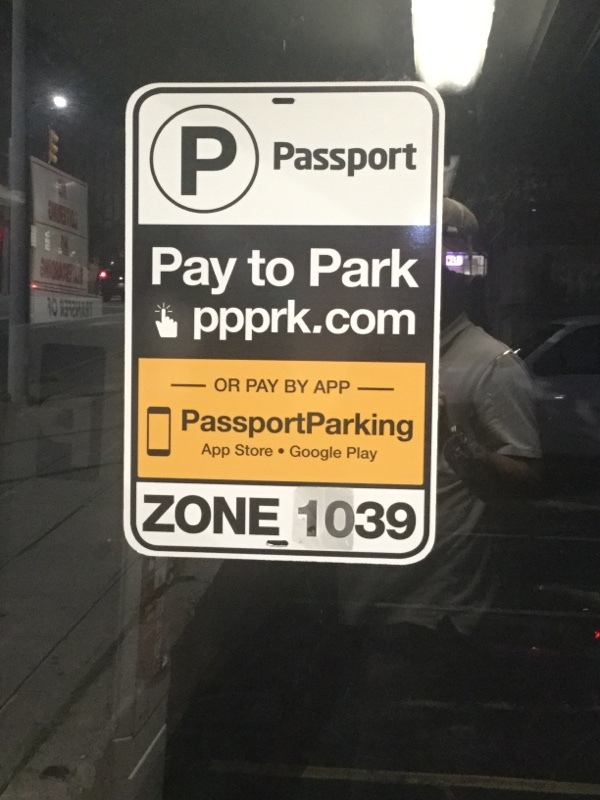 P Passport
Pay to Park
ppprk.com
OR PAY BY APP
PassportParking
App Store • Google Play
ZONE 1039